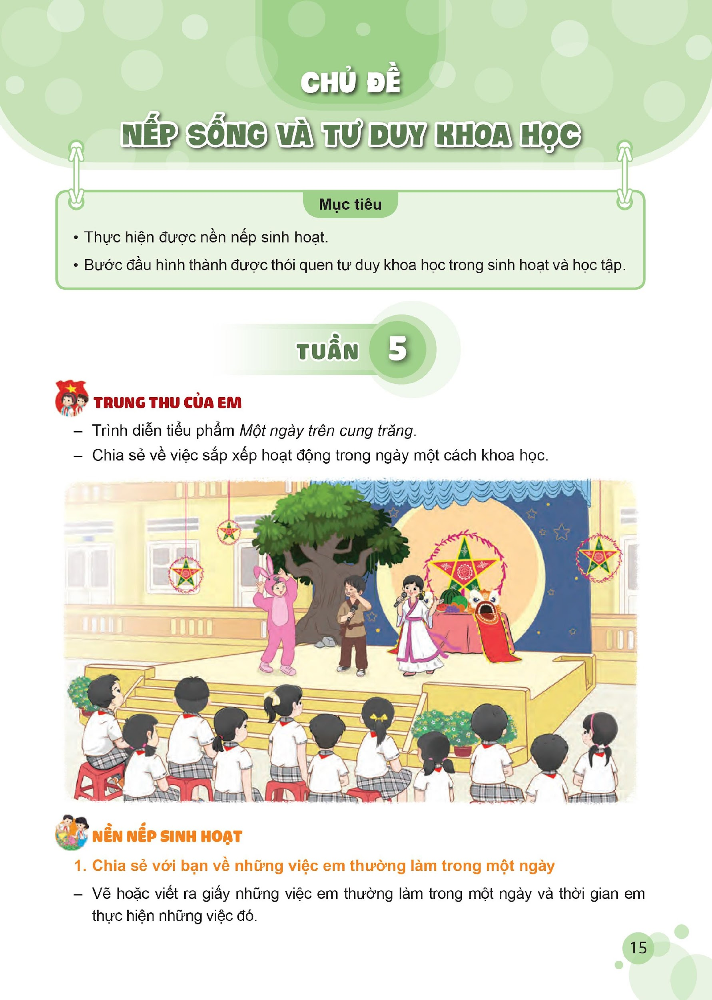 CHỦ ĐỀ
NẾP SỐNG VÀ TƯ DUY KHOA HỌC
Mục tiêu
• Thực hiện được nền nếp sinh hoạt.
• Bước đầu hình thành được thói quen tư duy khoa học trong sinh hoạt và học tập.
TUẦN 5
TRUNG THU CỦA EM
– Trình diễn tiểu phẩm Một ngày trên cung trăng.
– Chia sẻ về việc sắp xếp hoạt động trong ngày một cách khoa học.
NỀN NẾP SINH HOẠT
1. Chia sẻ với bạn về những việc em thường làm trong một ngày
– Vẽ hoặc viết ra giấy những việc em thường làm trong một ngày và thời gian em
thực hiện những việc đó.
15